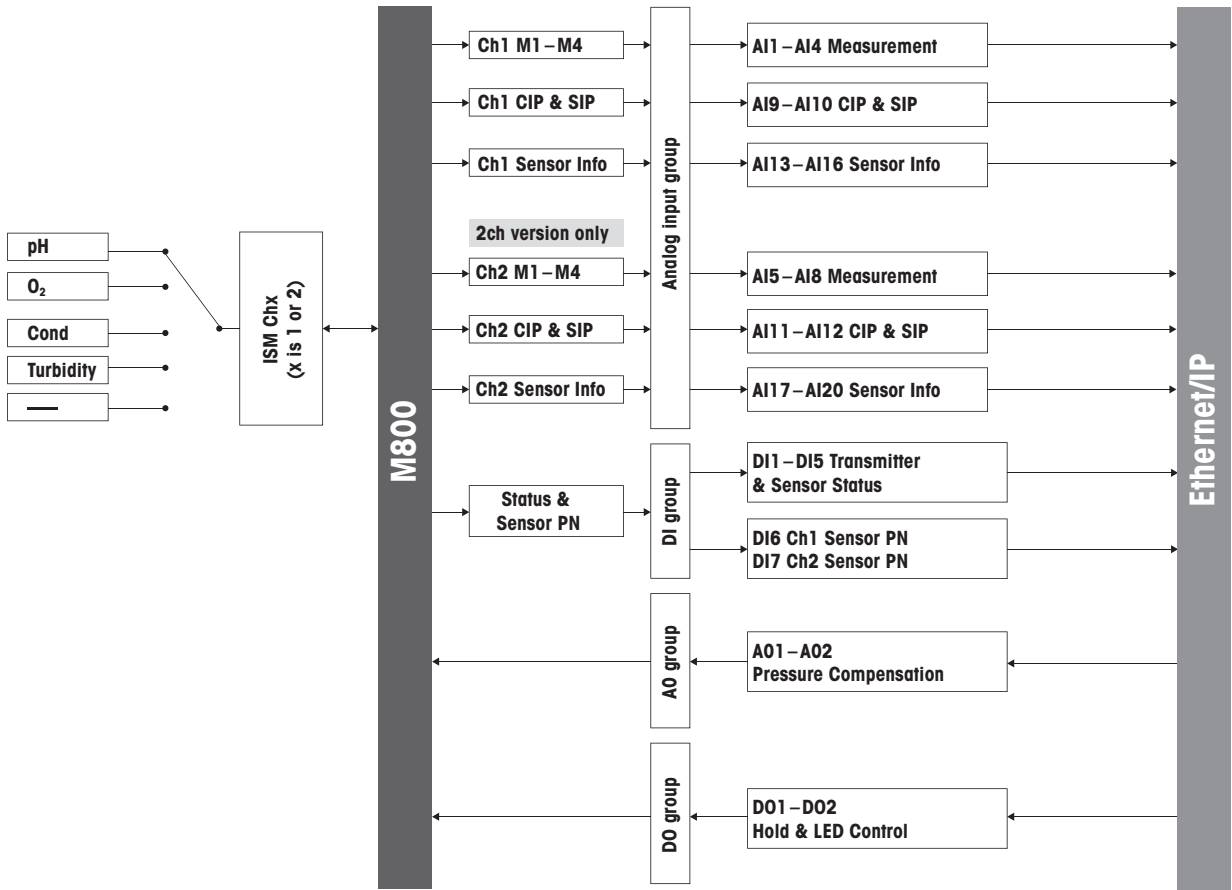 pH
O₂
Cond
Turbidity
ISM Chx
(x is 1 or 2)
M800
Ch1 M1–M4
Ch1 CIP & SIP
Ch1 Sensor Info
2ch version only
Ch2 M1–M4
Ch2 CIP & SIP
Ch2 Sensor Info
Status &
Sensor PN
Analog input group
DI group
AO group
DO group
AI1–AI4 Measurement
AI9–AI10 CIP & SIP
AI13–AI16 Sensor Info
AI5–AI8 Measurement
AI11–AI12 CIP & SIP
AI17–AI20 Sensor Info
DI1–DI5 Transmitter
& Sensor Status
DI6 Ch1 Sensor PN
DI7 Ch2 Sensor PN
AO1–AO2
Pressure Compensation
DO1–DO2
Hold & LED Control
Ethernet/IP